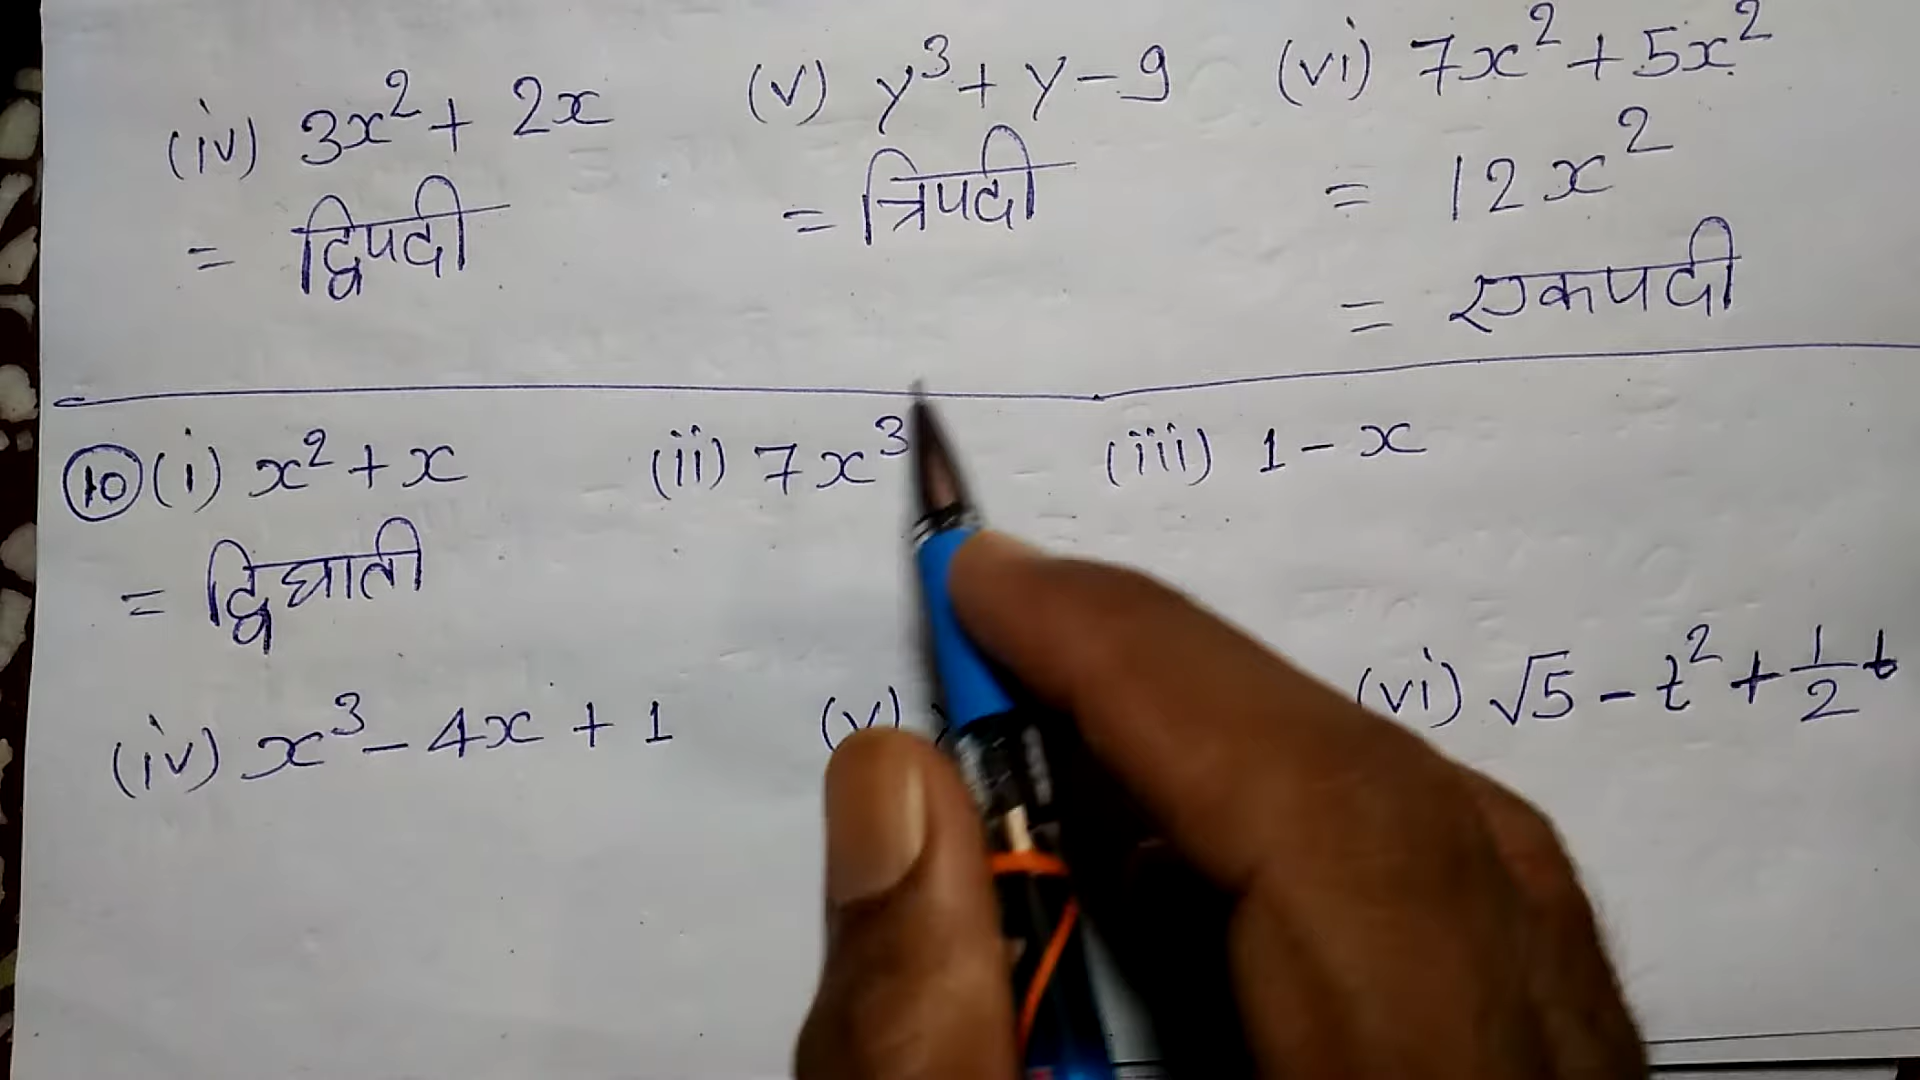 (iv) 3x² + 2x (v) y³ + y - 9 (vi) 7x² + 5x²
= द्विपदी = त्रिपदी = 12x²
= एकपदी
(10) (i) x² + x (ii) 7x³ (iii) 1 - x
= द्विघाती
(iv) x³ - 4x + 1 (v) (vi) √5 - t² + 1/2 t